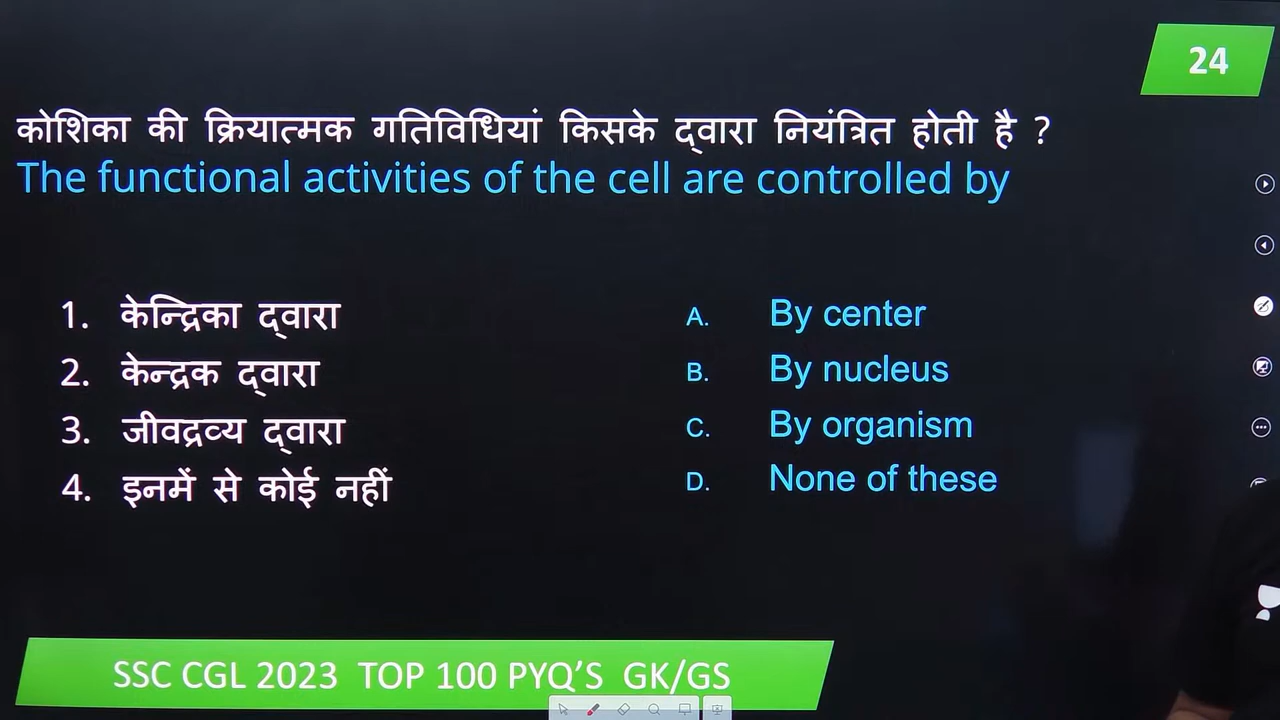 24
कोशिका की क्रियात्मक गतिविधियां किसके द्वारा नियंत्रित होती है ?
The functional activities of the cell are controlled by
1. केन्द्रिका द्वारा
2. केन्द्रक द्वारा
3. जीवद्रव्य द्वारा
4. इनमें से कोई नहीं
A. By center
B. By nucleus
C. By organism
D. None of these
SSC CGL 2023 TOP 100 PYQ’S GK/GS